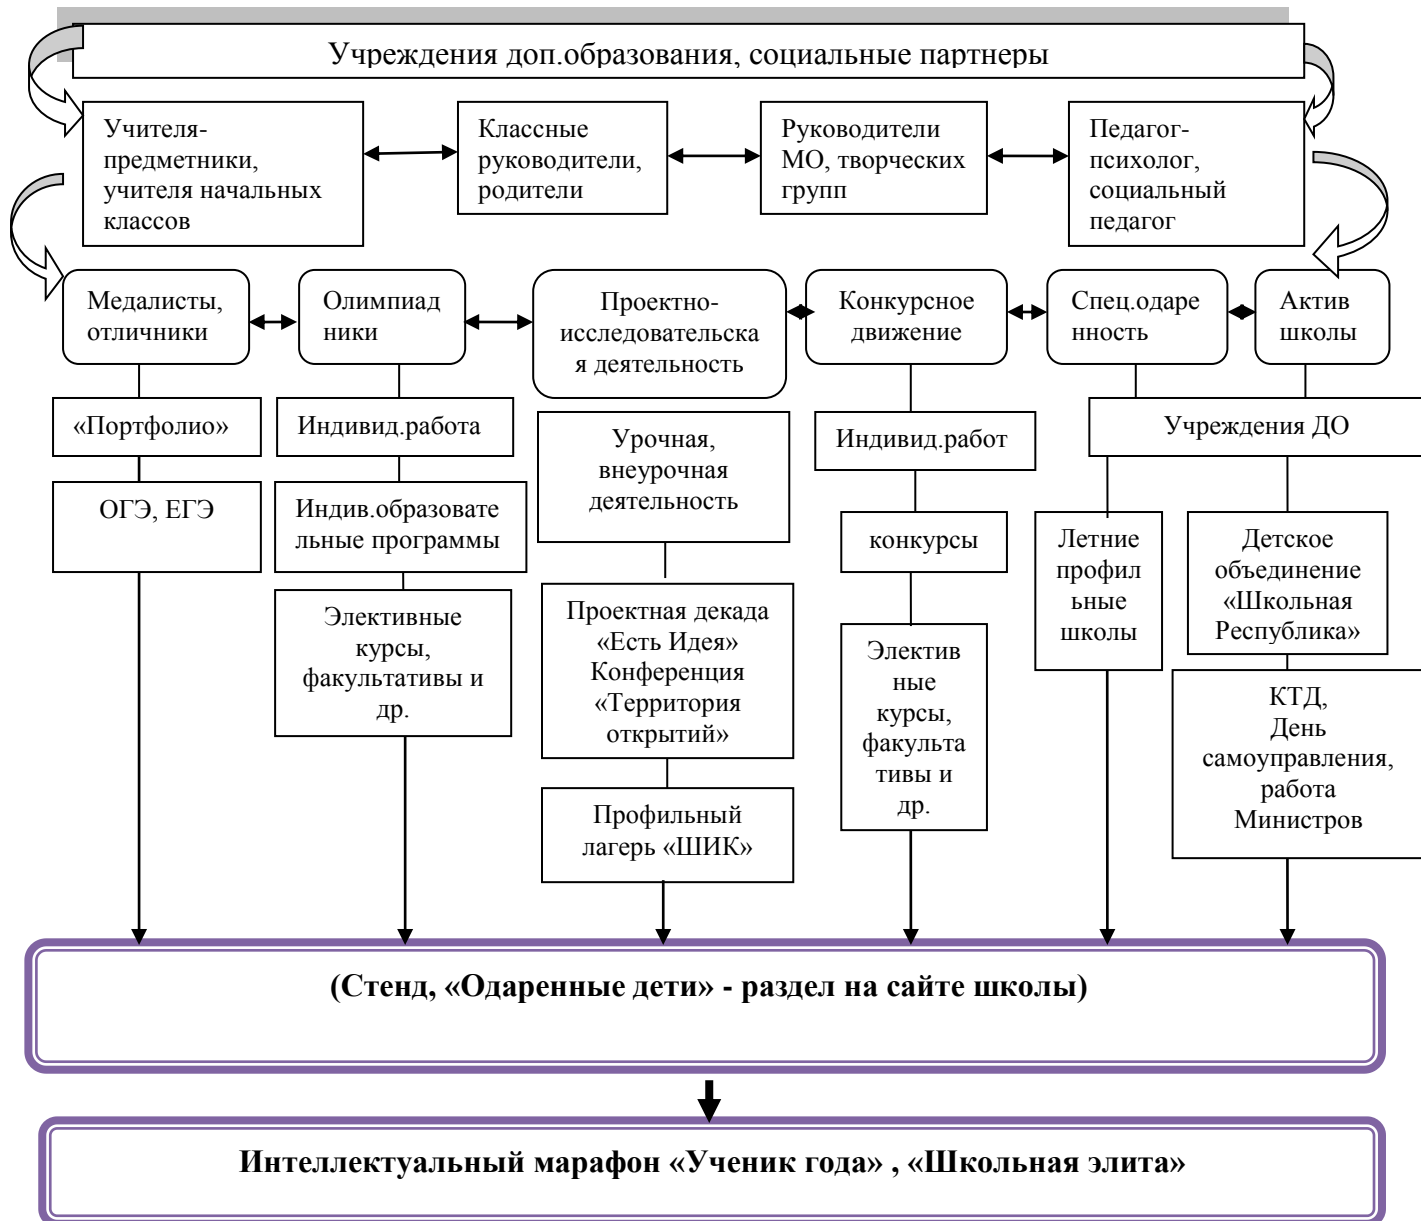 Учреждения доп.образования, социальные партнеры
Учителя-
предметники,
учителя начальных
классов
Классные
руководители,
родители
Руководители
МО, творческих
групп
Педагог-
психолог,
социальный
педагог
Медалисты,
отличники
Олимпиад
ники
Проектно-
исследовательска
я деятельность
Конкурсное
движение
Спец.одаре
нность
Актив
школы
«Портфолио»
Индивид.работа
Урочная,
внеурочная
деятельность
Индивид.работ
Учреждения ДО
ОГЭ, ЕГЭ
Индив.образовате
льные программы
конкурсы
Летние
профил
ьные
школы
Детское
объединение
«Школьная
Республика»
Элективные
курсы,
факультативы и
др.
Проектная декада
«Есть Идея»
Конференция
«Территория
открытий»
Электив
ные
курсы,
факульта
тивы и
др.
КТД,
День
самоуправления,
работа
Министров
Профильный
лагерь «ШИК»
(Стенд, «Одаренные дети» - раздел на сайте школы)
Интеллектуальный марафон «Ученик года» , «Школьная элита»